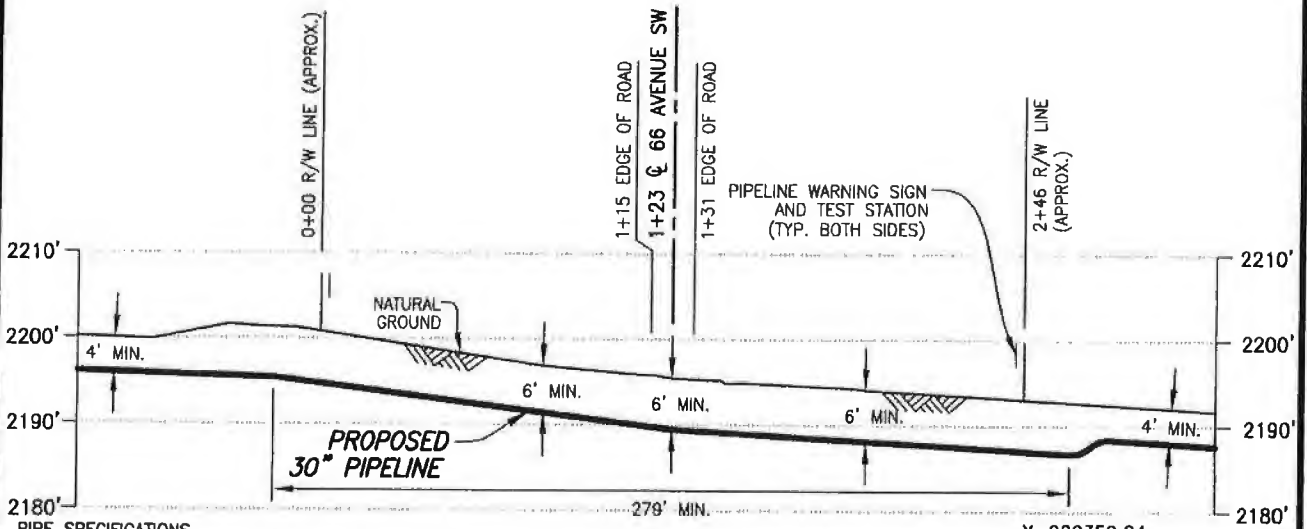 0+00 R/W LINE (APPROX.)
1+15 EDGE OF ROAD
1+23 ℄ 66 AVENUE SW
1+31 EDGE OF ROAD
PIPELINE WARNING SIGN
AND TEST STATION
(TYP. BOTH SIDES)
2+46 R/W LINE
(APPROX.)
2210'
2210'
NATURAL
GROUND
2200'
2200'
4' MIN.
6' MIN.
6' MIN.
6' MIN.
4' MIN.
2190'
2190'
PROPOSED
30" PIPELINE
279' MIN.
2180'
2180'
PIPE SPECIFICATIONS